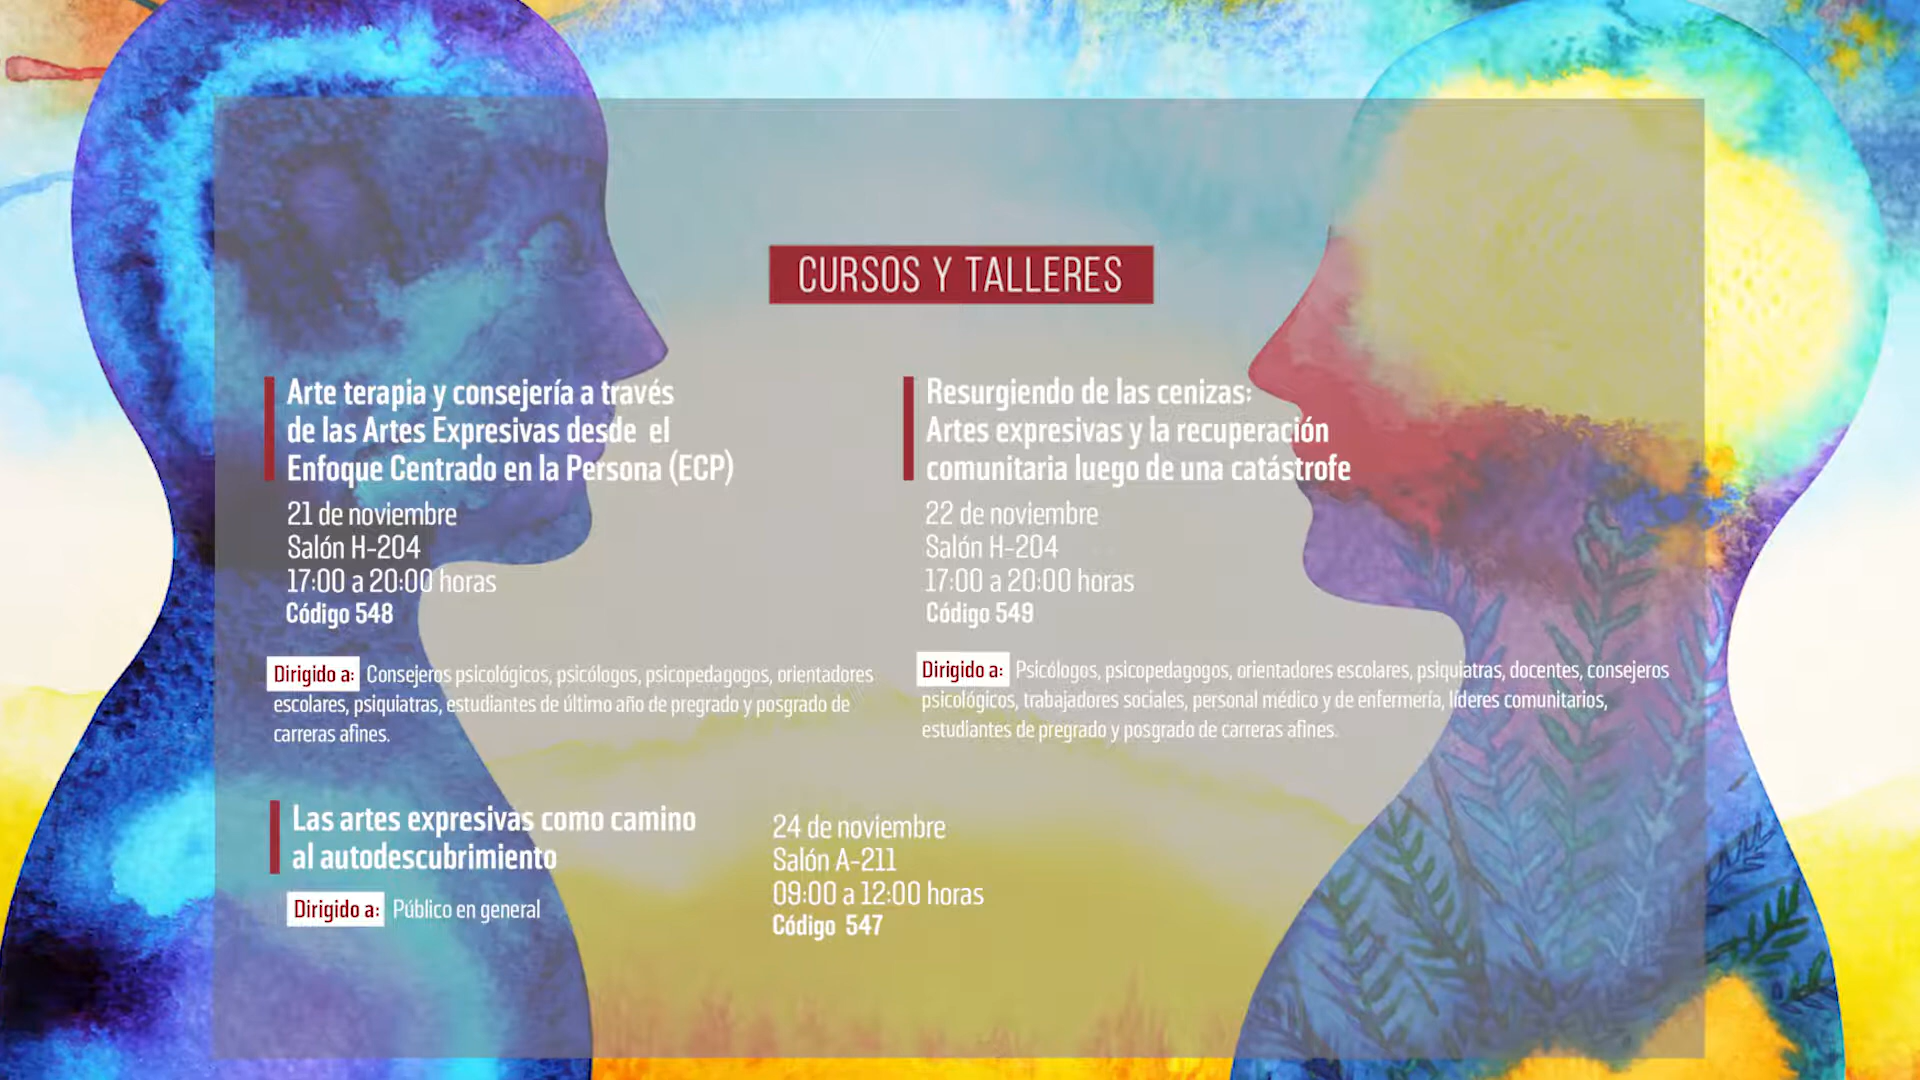 CURSOS Y TALLERES
Arte terapia y consejería a través
de las Artes Expresivas desde el
Enfoque Centrado en la Persona (ECP)
21 de noviembre
Salón H-204
17:00 a 20:00 horas
Código 548
Dirigido a: Consejeros psicológicos, psicólogos, psicopedagogos, orientadores
escolares, psiquiatras, estudiantes de último año de pregrado y posgrado de
carreras afines.
Resurgiendo de las cenizas:
Artes expresivas y la recuperación
comunitaria luego de una catástrofe
22 de noviembre
Salón H-204
17:00 a 20:00 horas
Código 549
Dirigido a: Psicólogos, psicopedagogos, orientadores escolares, psiquiatras, docentes, consejeros
psicológicos, trabajadores sociales, personal médico y de enfermería, líderes comunitarios,
estudiantes de pregrado y posgrado de carreras afines.
Las artes expresivas como camino
al autodescubrimiento
Dirigido a: Público en general
24 de noviembre
Salón A-211
09:00 a 12:00 horas
Código 547